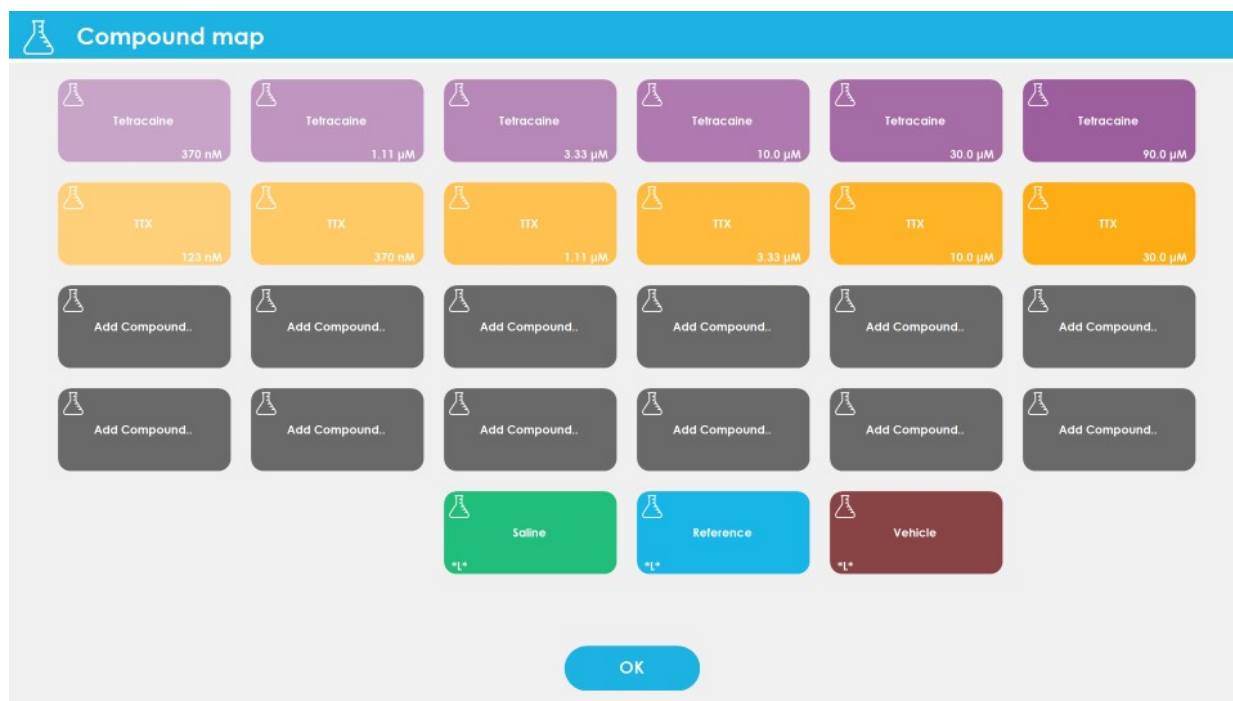 Compound map
Tetracaine
370 nM
Tetracaine
1.11 µM
Tetracaine
3.33 µM
Tetracaine
10.0 µM
Tetracaine
30.0 µM
Tetracaine
90.0 µM
TTX
123 nM
TTX
370 nM
TTX
1.11 µM
TTX
3.33 µM
TTX
10.0 µM
TTX
30.0 µM
Add Compound..
Add Compound..
Add Compound..
Add Compound..
Add Compound..
Add Compound..
Add Compound..
Add Compound..
Add Compound..
Add Compound..
Add Compound..
Add Compound..
Saline
*L*
Reference
*L*
Vehicle
*L*
OK